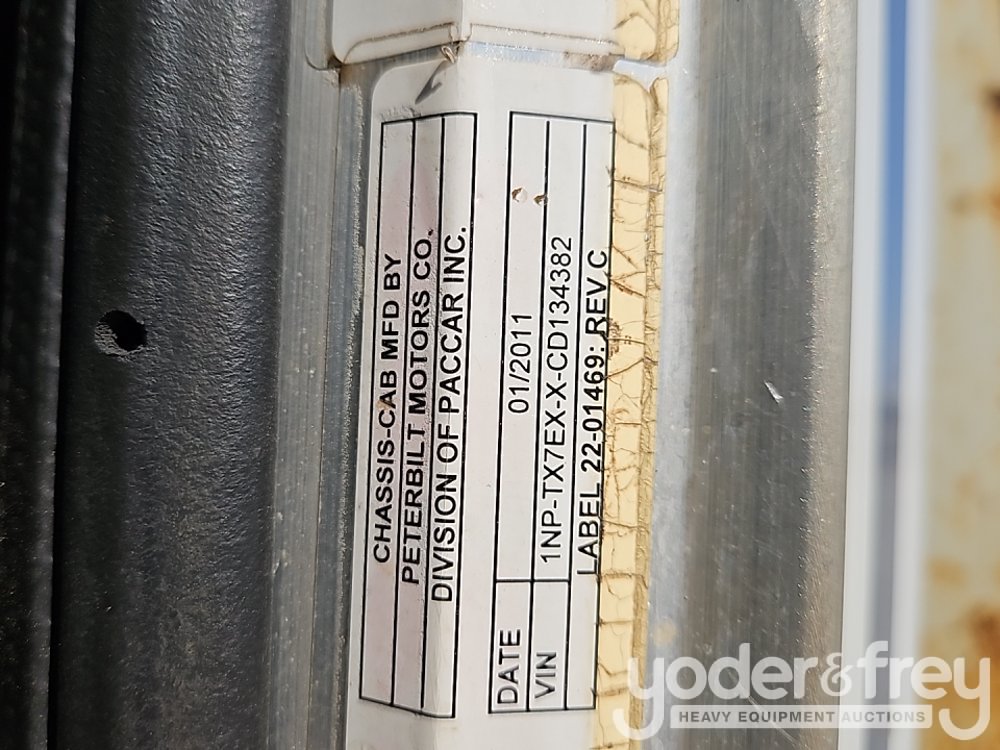 CHASSIS-CAB MFD BY
PETERBILT MOTORS CO.
DIVISION OF PACCAR INC.
DATE 01/2011
VIN 1NP-TX7EX-X-CD134382
LABEL 22-01469: REV.C
yoder&frey
HEAVY EQUIPMENT AUCTIONS